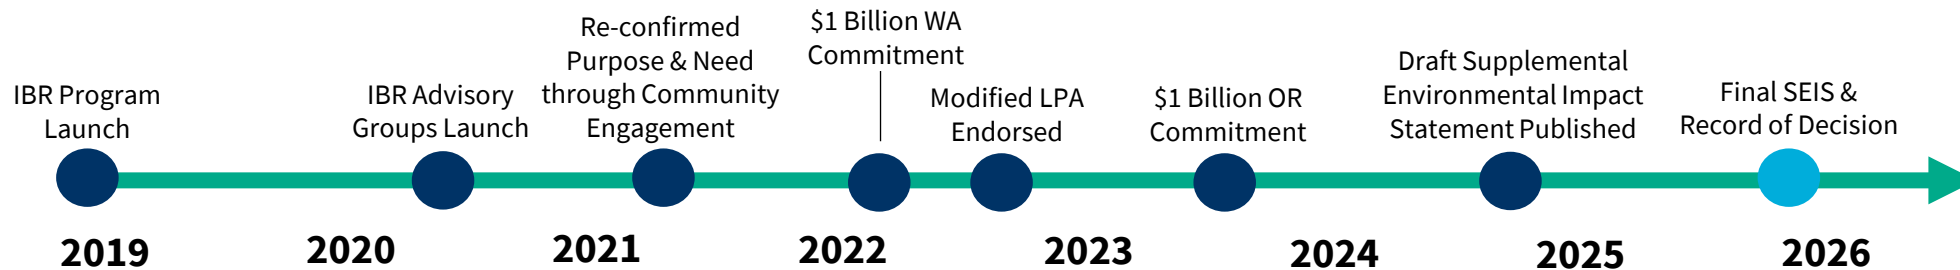 IBR Program
Launch
IBR Advisory
Groups Launch
Re-confirmed
Purpose & Need
through Community
Engagement
$1 Billion WA
Commitment
Modified LPA
Endorsed
$1 Billion OR
Commitment
Draft Supplemental
Environmental Impact
Statement Published
Final SEIS &
Record of Decision
2019
2020
2021
2022
2023
2024
2025
2026